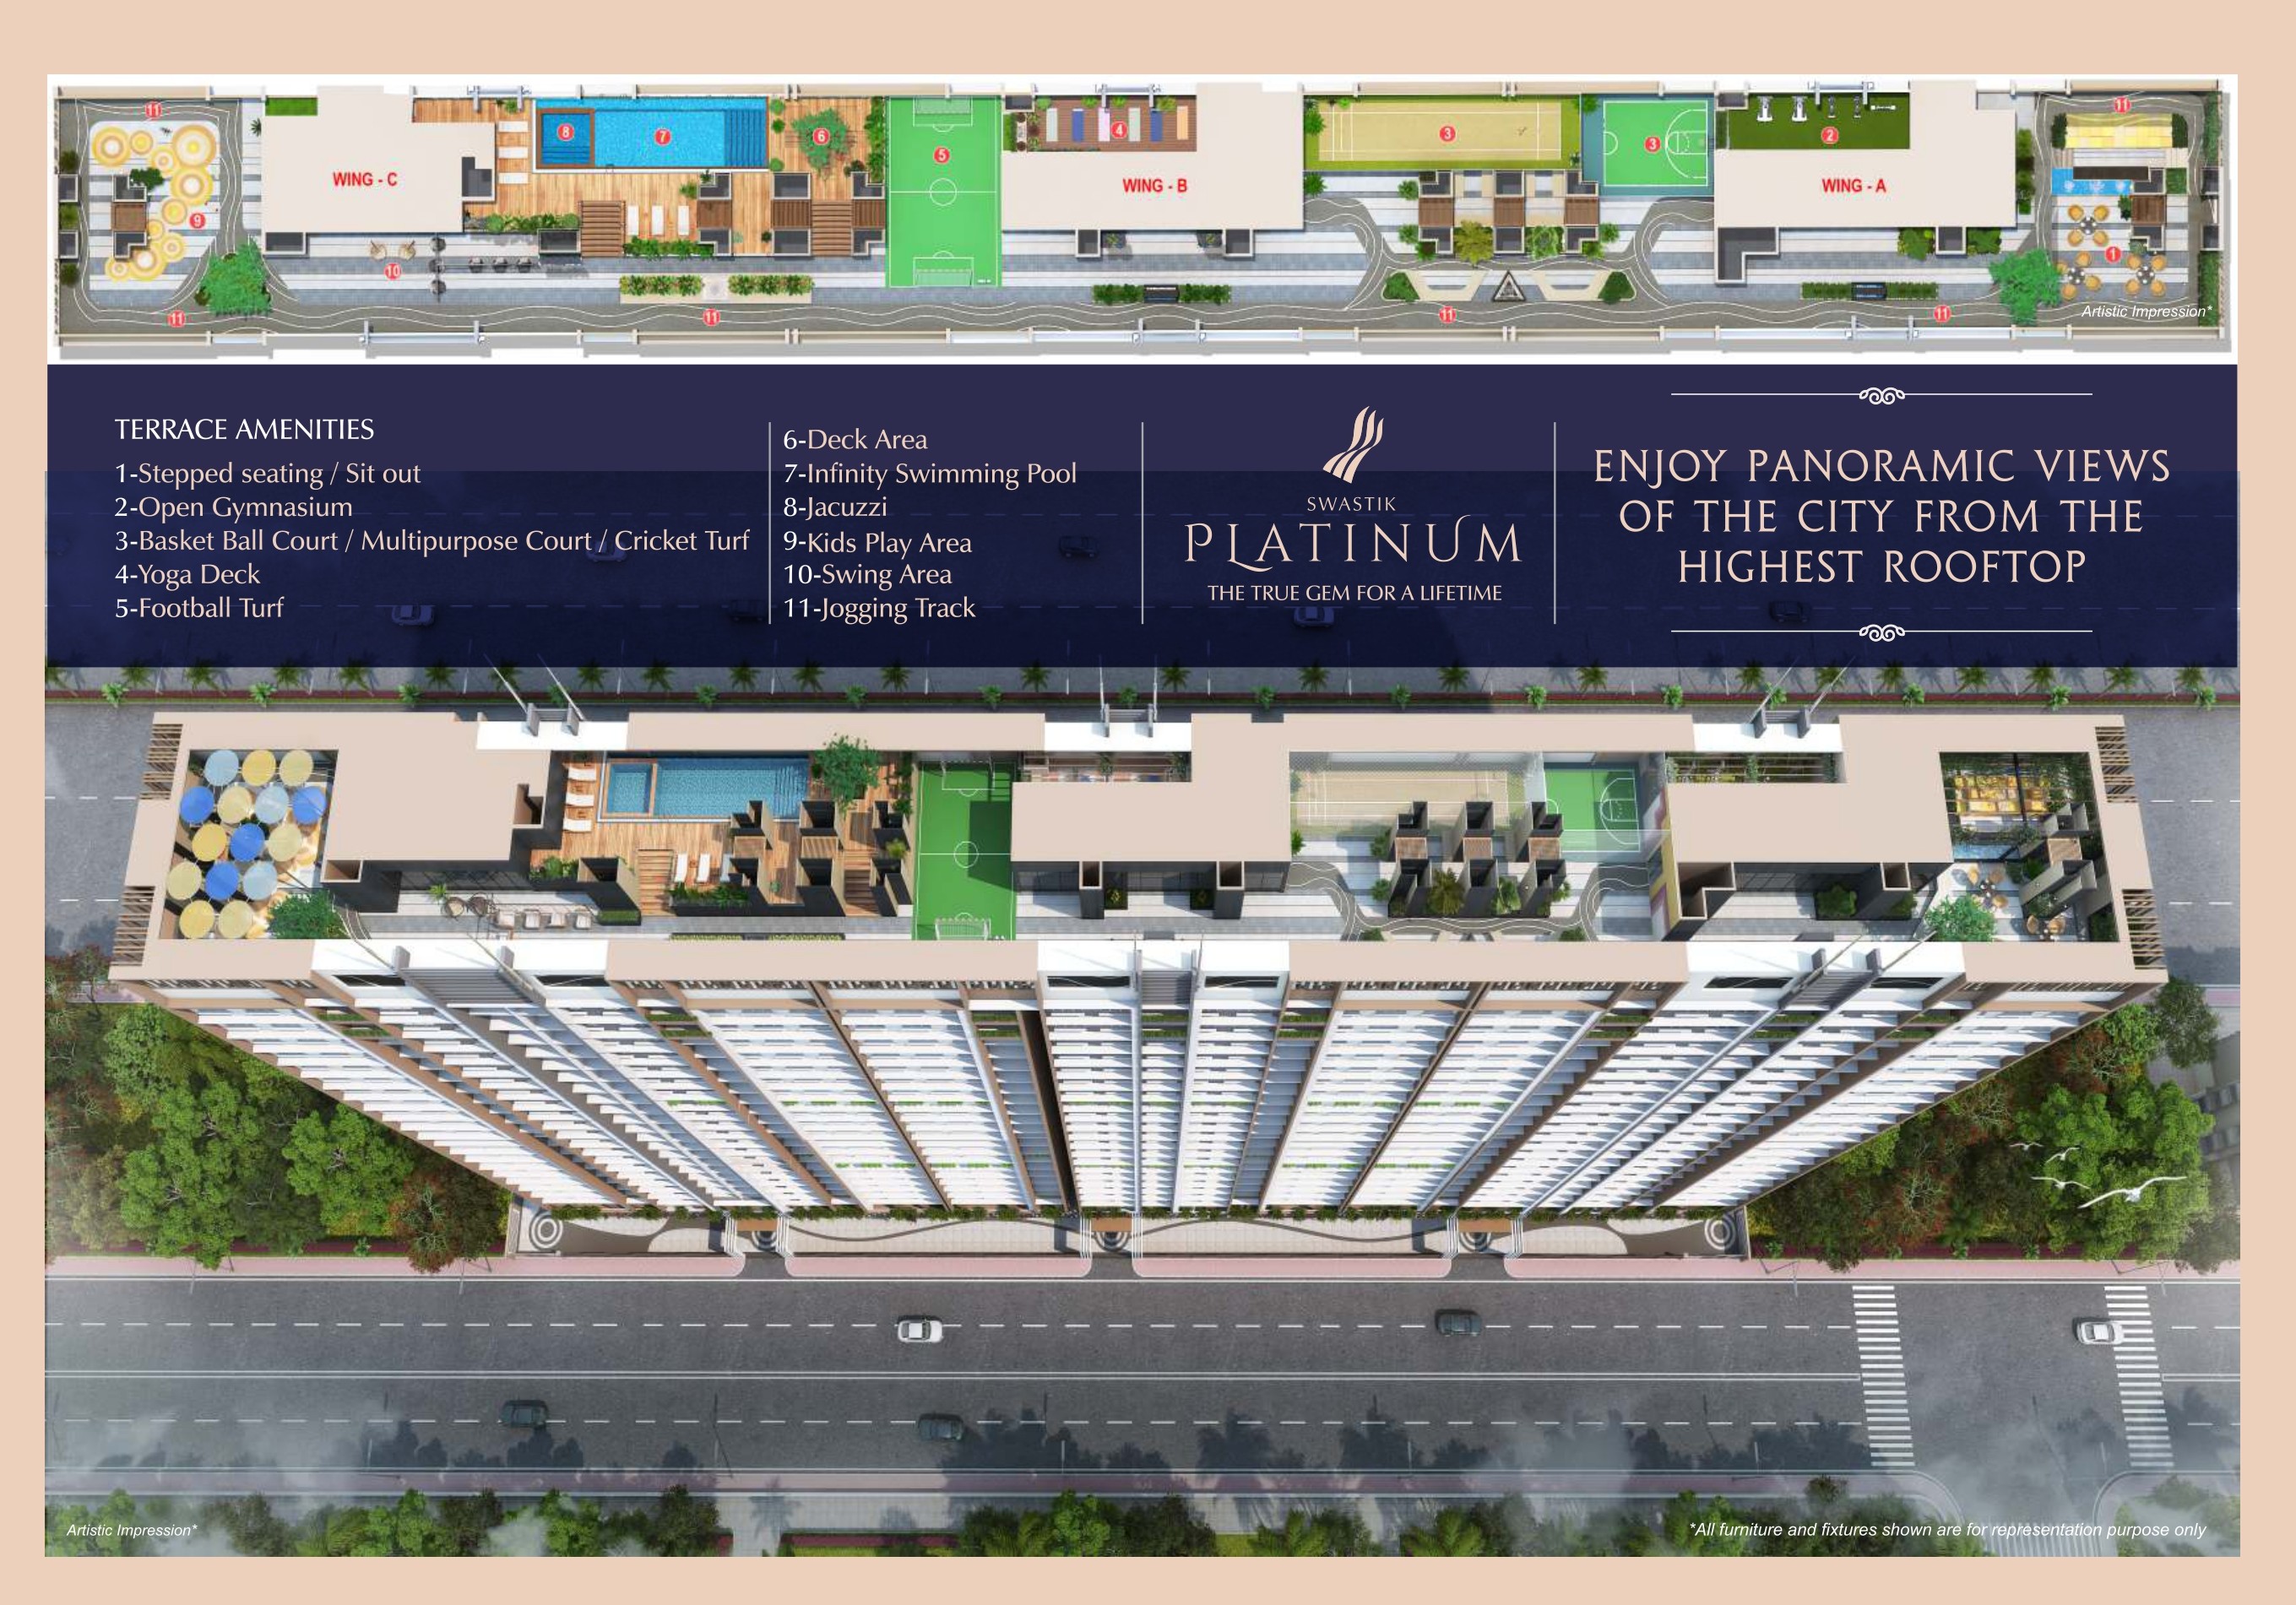 11
11
8
7
6
5
4
3
3
2
WING - C
WING - B
WING - A
9
10
1
11
11
11
11
Artistic Impression*
TERRACE AMENITIES
1-Stepped seating / Sit out
2-Open Gymnasium
3-Basket Ball Court / Multipurpose Court / Cricket Turf
4-Yoga Deck
5-Football Turf
6-Deck Area
7-Infinity Swimming Pool
8-Jacuzzi
9-Kids Play Area
10-Swing Area
11-Jogging Track
SWASTIK
PLATINUM
THE TRUE GEM FOR A LIFETIME
ENJOY PANORAMIC VIEWS
OF THE CITY FROM THE
HIGHEST ROOFTOP
Artistic Impression*
*All furniture and fixtures shown are for representation purpose only